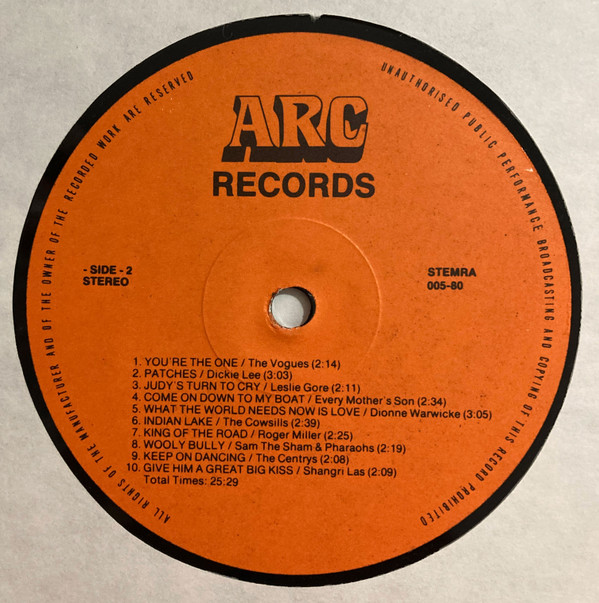 ARC
RECORDS
- SIDE - 2
STEREO
STEMRA
005-80
1. YOU'RE THE ONE / The Vogues (2:14)
2. PATCHES / Dickie Lee (3:03)
3. JUDY'S TURN TO CRY / Leslie Gore (2:11)
4. COME ON DOWN TO MY BOAT / Every Mother's Son (2:34)
5. WHAT THE WORLD NEEDS NOW IS LOVE / Dionne Warwicke (3:05)
6. INDIAN LAKE / The Cowsills (2:39)
7. KING OF THE ROAD / Roger Miller (2:25)
8. WOOLY BULLY / Sam The Sham & Pharaohs (2:19)
9. KEEP ON DANCING / The Centrys (2:08)
10. GIVE HIM A GREAT BIG KISS / Shangri Las (2:09)
Total Times: 25:29
ALL RIGHTS OF THE MANUFACTURER AND OF THE OWNER OF THE RECORDED WORK ARE RESERVED
UNAUTHORISED PUBLIC PERFORMANCE BROADCASTING AND COPYING OF THIS RECORD PROHIBITED